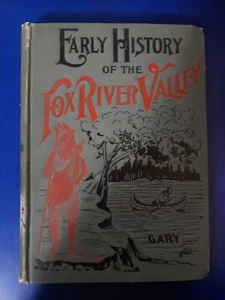 EARLY HISTORY
OF THE
FOX RIVER VALLEY
GARY